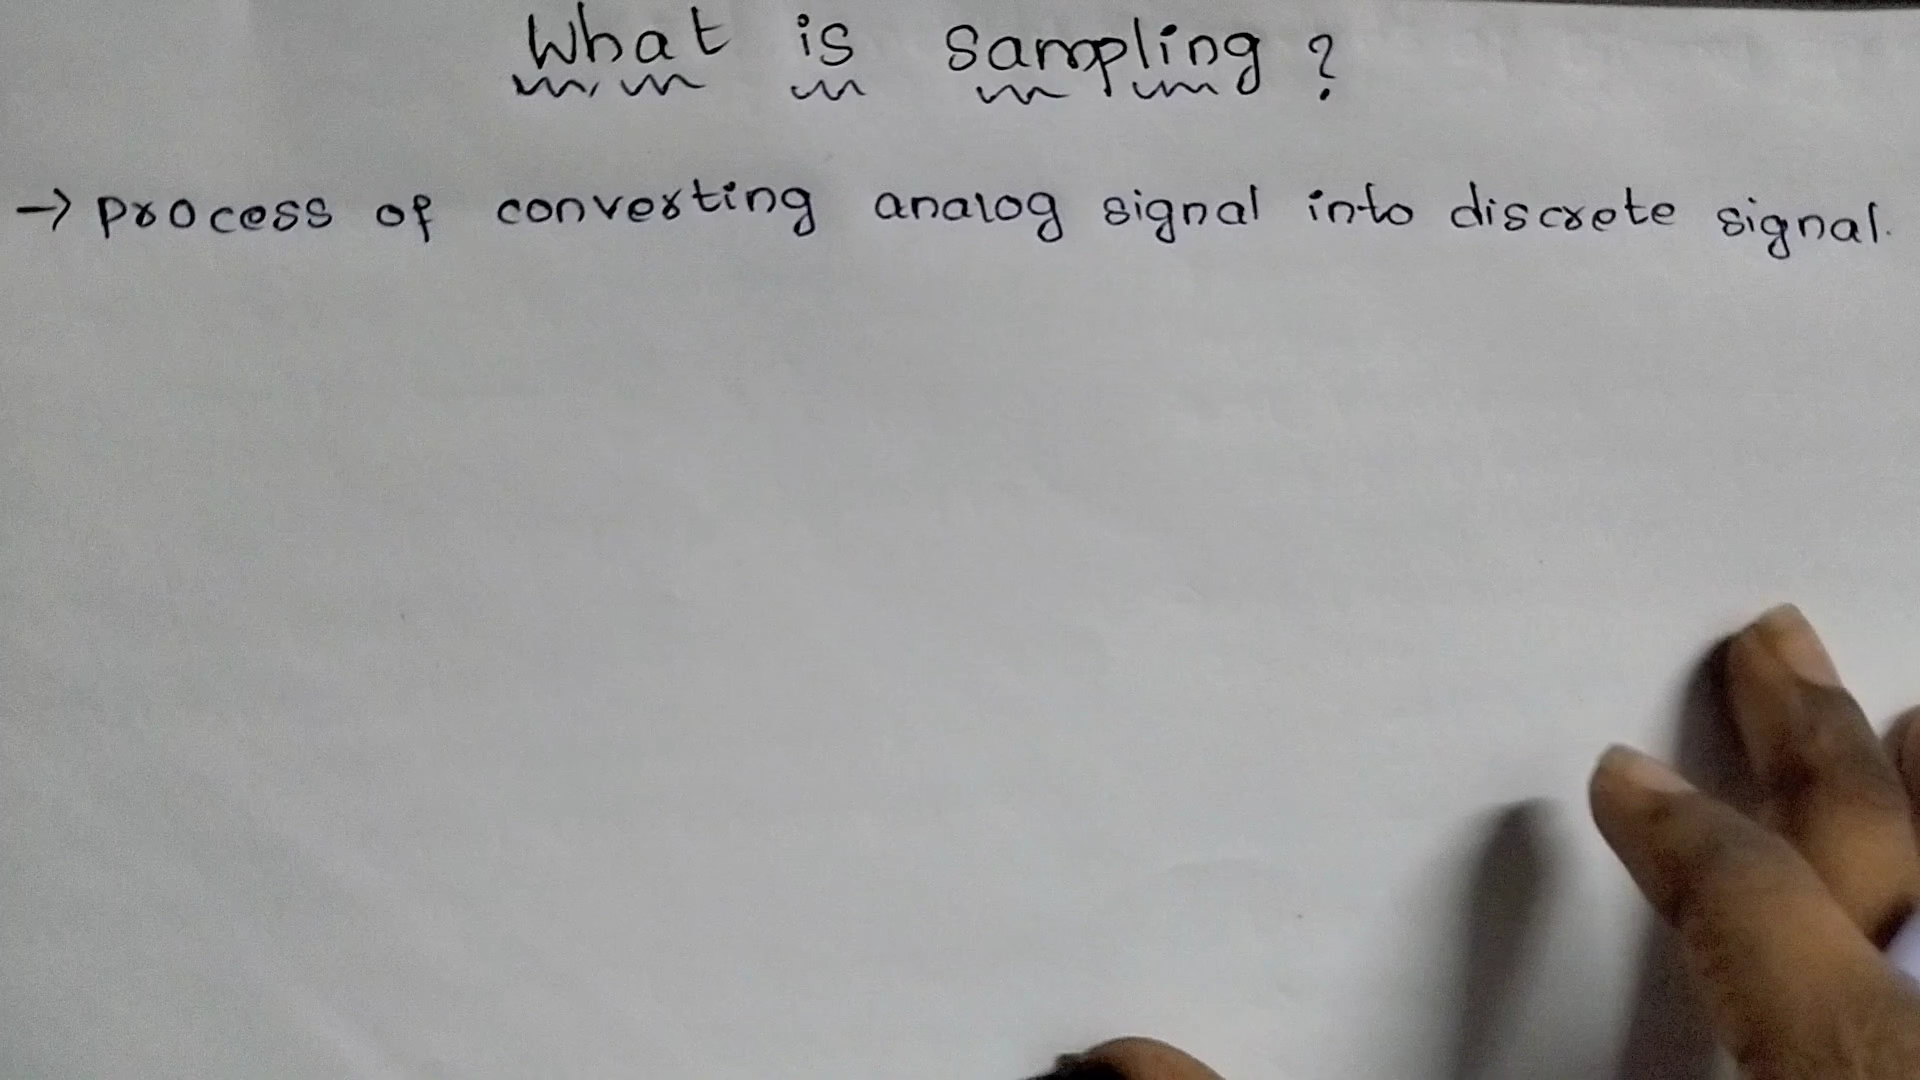 What is sampling?
→ process of converting analog signal into discrete signal.